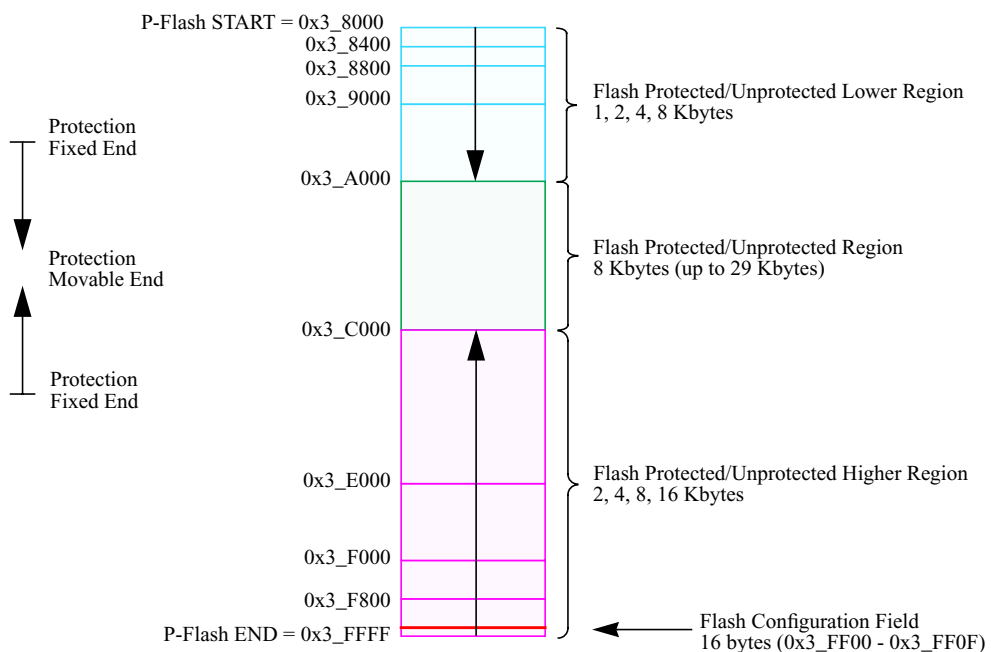 P-Flash START = 0x3_8000
0x3_8400
0x3_8800
0x3_9000
Flash Protected/Unprotected Lower Region
1, 2, 4, 8 Kbytes
Protection
Fixed End
0x3_A000
Protection
Movable End
Flash Protected/Unprotected Region
8 Kbytes (up to 29 Kbytes)
0x3_C000
Protection
Fixed End
0x3_E000
Flash Protected/Unprotected Higher Region
2, 4, 8, 16 Kbytes
0x3_F000
0x3_F800
P-Flash END = 0x3_FFFF
Flash Configuration Field
16 bytes (0x3_FF00 - 0x3_FF0F)